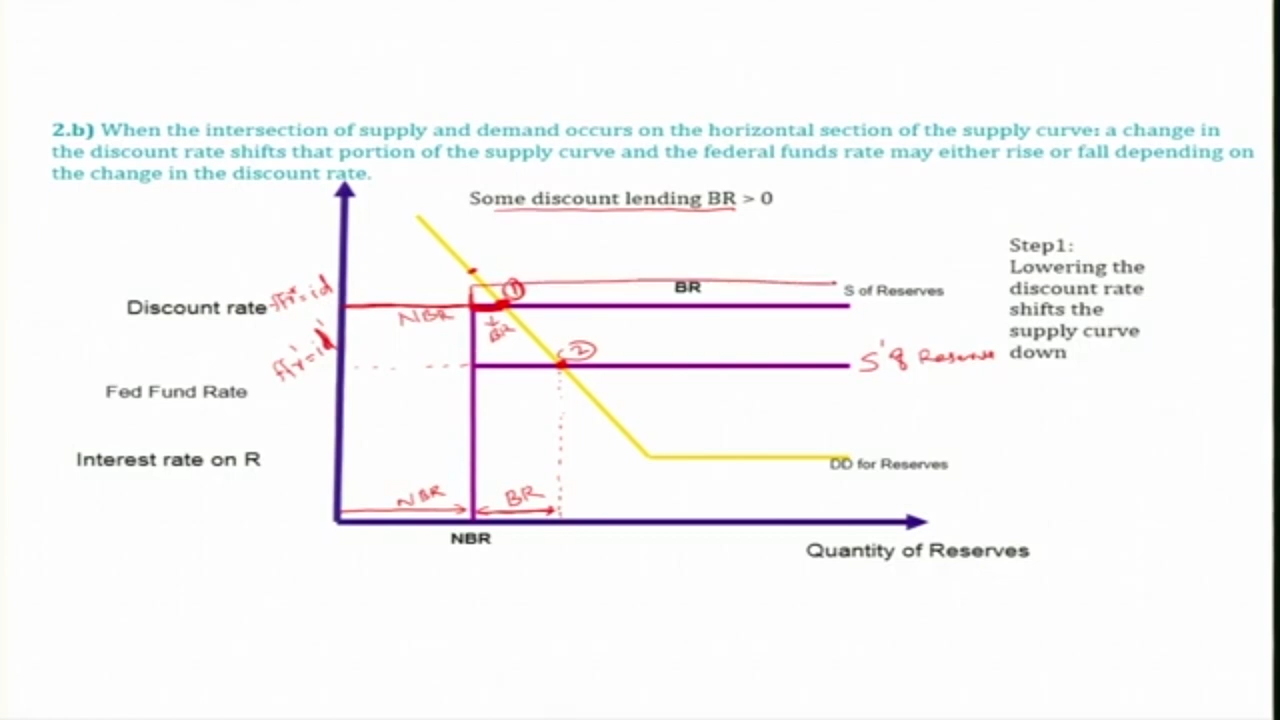 2.b) When the intersection of supply and demand occurs on the horizontal section of the supply curve: a change in
the discount rate shifts that portion of the supply curve and the federal funds rate may either rise or fall depending on
the change in the discount rate.
Some discount lending BR > 0
Step1:
Lowering the
discount rate
shifts the
supply curve
down
Discount rate
NBR
BR
1
BR
S of Reserves
2
S' of Reserve
Fed Fund Rate
Interest rate on R
DD for Reserves
NBR
BR
NBR
Quantity of Reserves